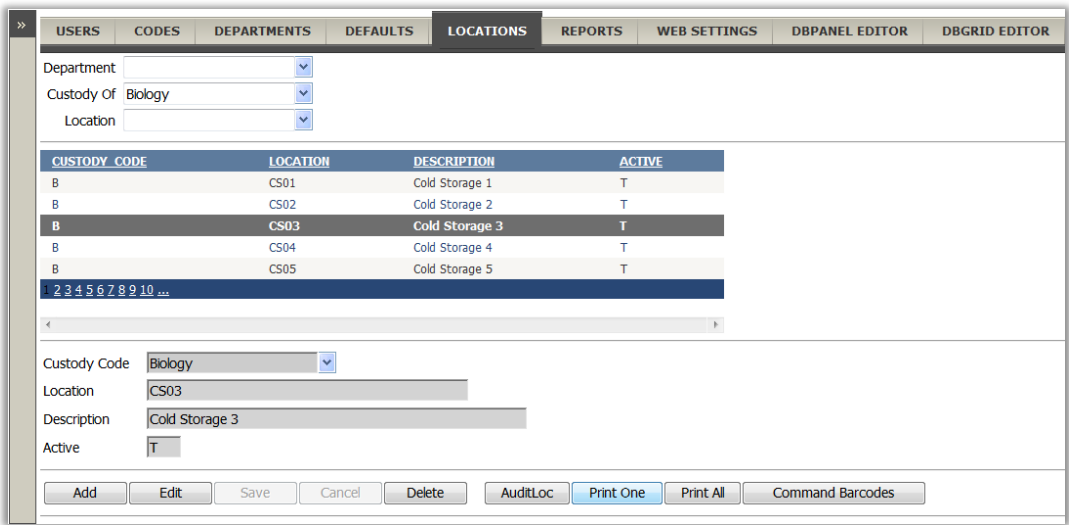 »
USERS CODES DEPARTMENTS DEFAULTS LOCATIONS REPORTS WEB SETTINGS DBPANEL EDITOR DBGRID EDITOR
Department
Custody Of Biology
Location
CUSTODY CODE LOCATION DESCRIPTION ACTIVE
B CS01 Cold Storage 1 T
B CS02 Cold Storage 2 T
B CS03 Cold Storage 3 T
B CS04 Cold Storage 4 T
B CS05 Cold Storage 5 T
1 2 3 4 5 6 7 8 9 10 ...
Custody Code Biology
Location CS03
Description Cold Storage 3
Active T
Add Edit Save Cancel Delete AuditLoc Print One Print All Command Barcodes